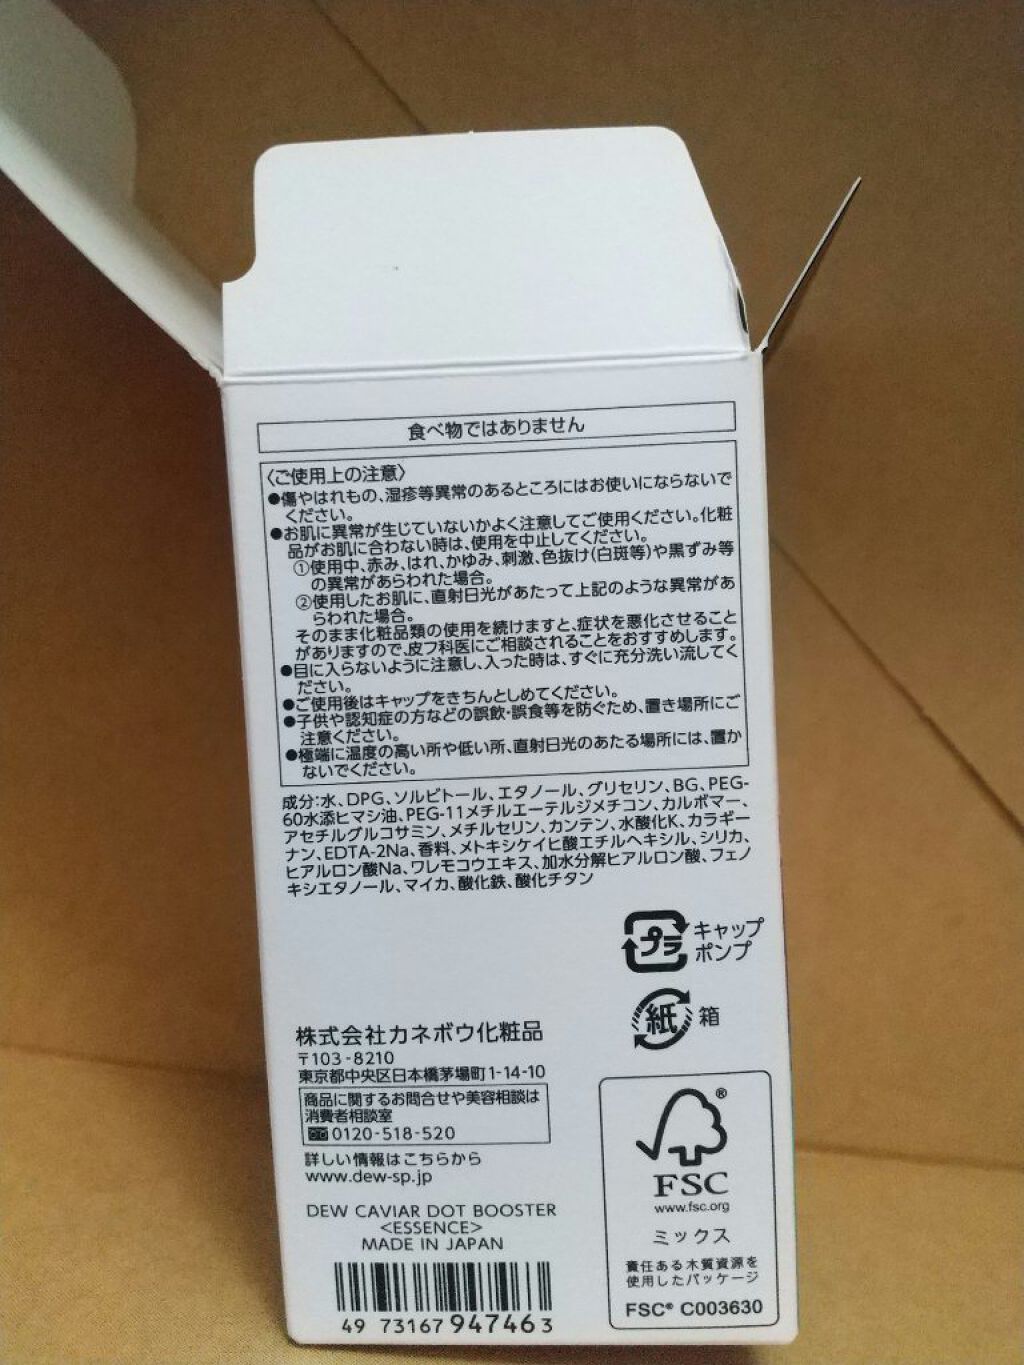 食べ物ではありません
〈ご使用上の注意〉
●傷やはれもの、湿疹等異常のあるところにはお使いにならないで
ください。
●お肌に異常が生じていないかよく注意してご使用ください。化粧
品がお肌に合わない時は、使用を中止してください。
①使用中、赤み、はれ、かゆみ、刺激、色抜け(白斑等)や黒ずみ等
の異常があらわれた場合。
②使用したお肌に、直射日光があたって上記のような異常があ
らわれた場合。
そのまま化粧品類の使用を続けますと、症状を悪化させること
がありますので、皮フ科医にご相談されることをおすすめします。
●目に入らないように注意し、入った時は、すぐに充分洗い流してく
ださい。
●ご使用後はキャップをきちんとしめてください。
●子供や認知症の方などの誤飲・誤食等を防ぐため、置き場所にご
注意ください。
●極端に温度の高い所や低い所、直射日光のあたる場所には、置か
ないでください。
成分:水、DPG、ソルビトール、エタノール、グリセリン、BG、PEG-
60水添ヒマシ油、PEG-11メチルエーテルジメチコン、カルボマー、
アセチルグルコサミン、メチルセリン、カンテン、水酸化K、カラギー
ナン、EDTA-2Na、香料、メトキシケイヒ酸エチルヘキシル、シリカ、
ヒアルロン酸Na、ワレモコウエキス、加水分解ヒアルロン酸、フェノ
キシエタノール、マイカ、酸化鉄、酸化チタン
プラ
キャップ
ポンプ
紙 箱
株式会社カネボウ化粧品
〒103-8210
東京都中央区日本橋茅場町1-14-10
商品に関するお問合せや美容相談は
消費者相談室
0120-518-520
詳しい情報はこちらから
www.dew-sp.jp
DEW CAVIAR DOT BOOSTER
<ESSENCE>
MADE IN JAPAN
49 73167 947463
®
FSC
www.fsc.org
ミックス
責任ある木質資源を
使用したパッケージ
FSC® C003630